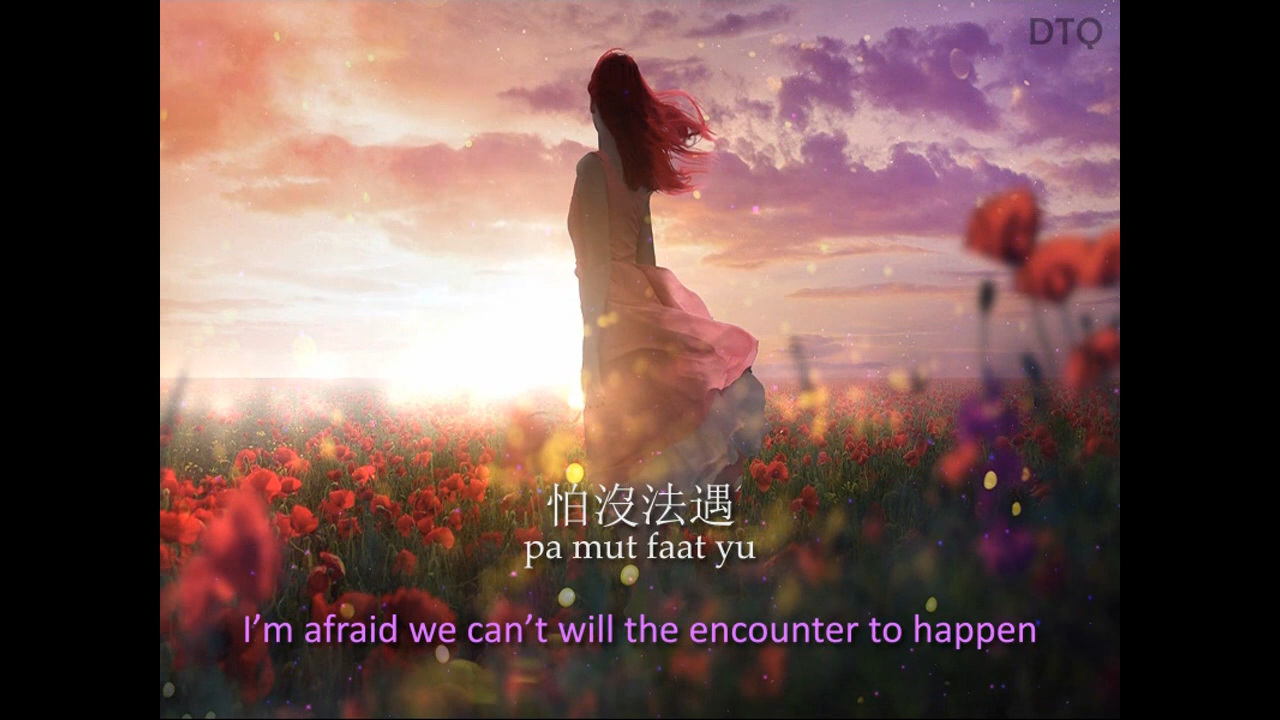 DTQ
怕沒法遇
pa mut faat yu
I’m afraid we can’t will the encounter to happen